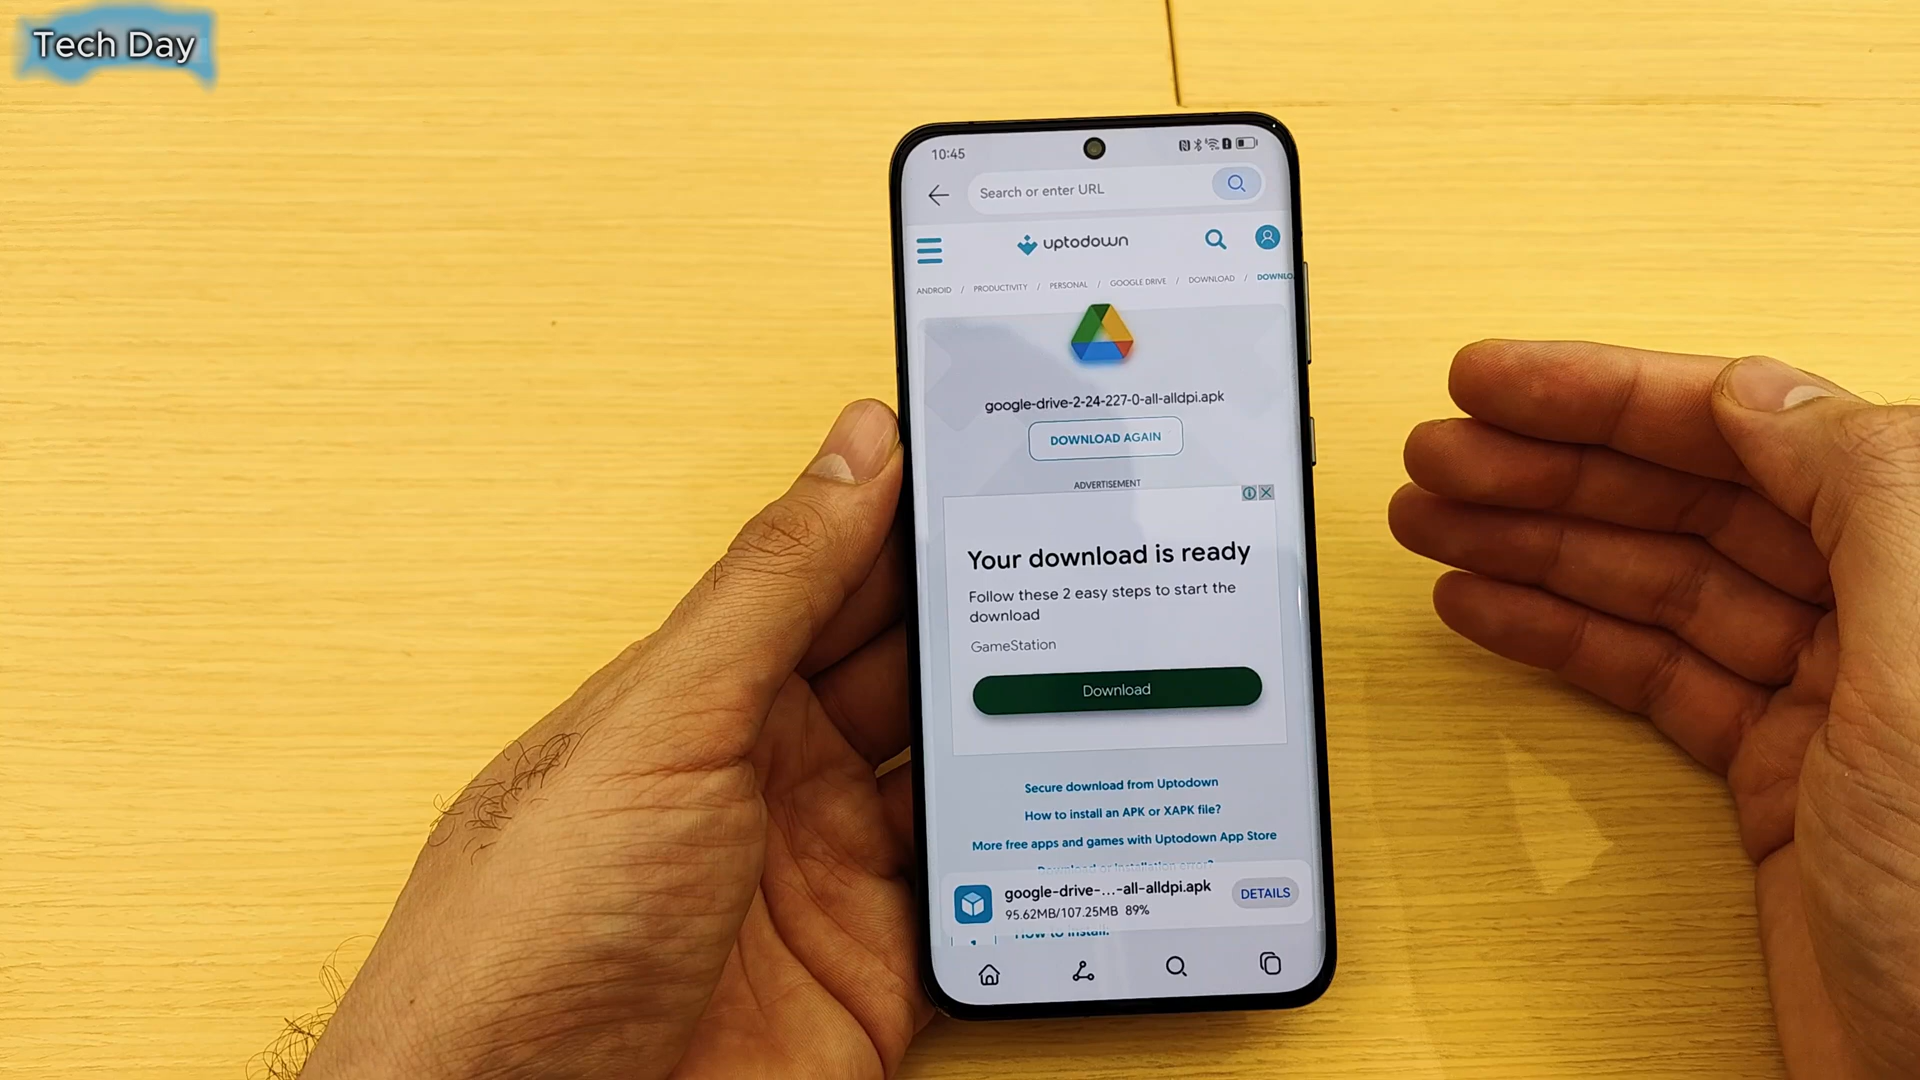 Tech Day
10:45
Search or enter URL
uptodown
ANDROID / PRODUCTIVITY / PERSONAL / GOOGLE DRIVE / DOWNLOAD / DOWNLO
google-drive-2-24-227-0-all-alldpi.apk
DOWNLOAD AGAIN
ADVERTISEMENT
Your download is ready
Follow these 2 easy steps to start the
download
GameStation
Download
Secure download from Uptodown
How to install an APK or XAPK file?
More free apps and games with Uptodown App Store
Download or installation error?
google-drive-...-all-alldpi.apk
DETAILS
95.62MB/107.25MB 89%
How to install: